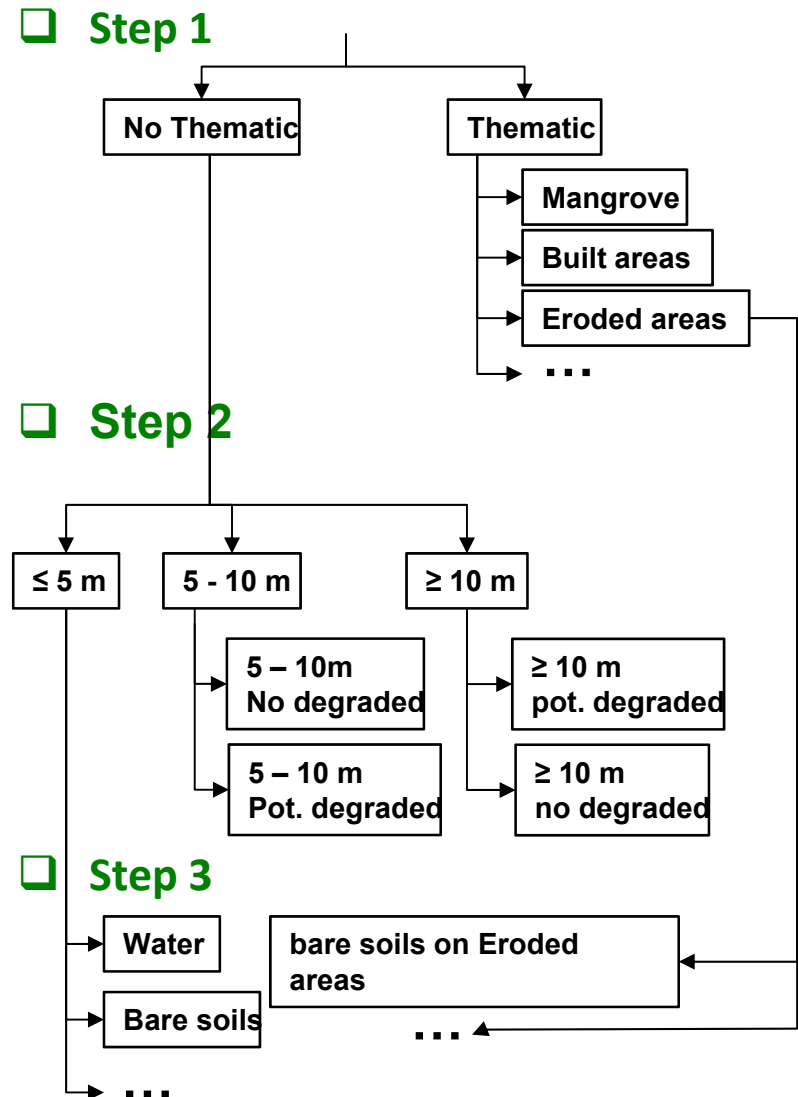 Step 1
No Thematic
Thematic
Mangrove
Built areas
Eroded areas
...
Step 2
≤ 5 m
5 - 10 m
≥ 10 m
5 – 10m
No degraded
≥ 10 m
pot. degraded
5 – 10 m
Pot. degraded
≥ 10 m
no degraded
Step 3
Water
bare soils on Eroded
areas
Bare soils
...
...